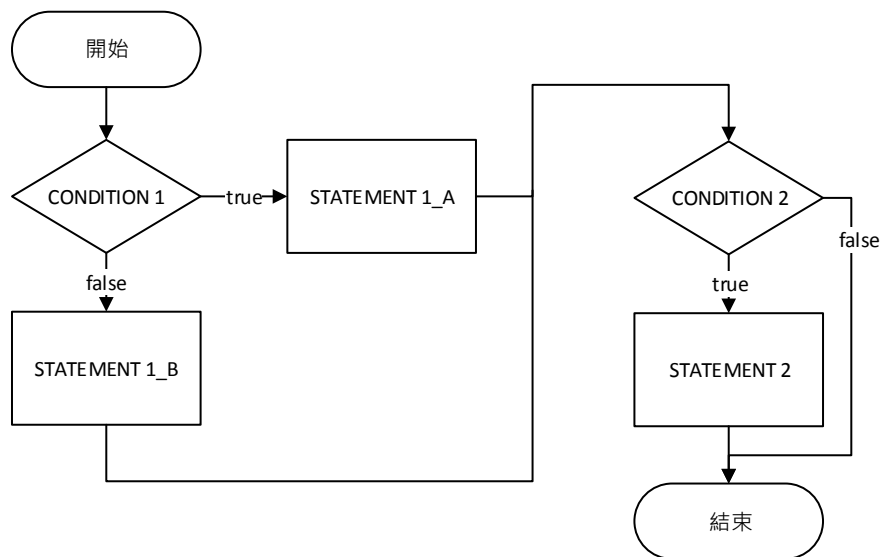 開始
CONDITION 1
true
STATEMENT 1_A
false
STATEMENT 1_B
CONDITION 2
false
true
STATEMENT 2
結束